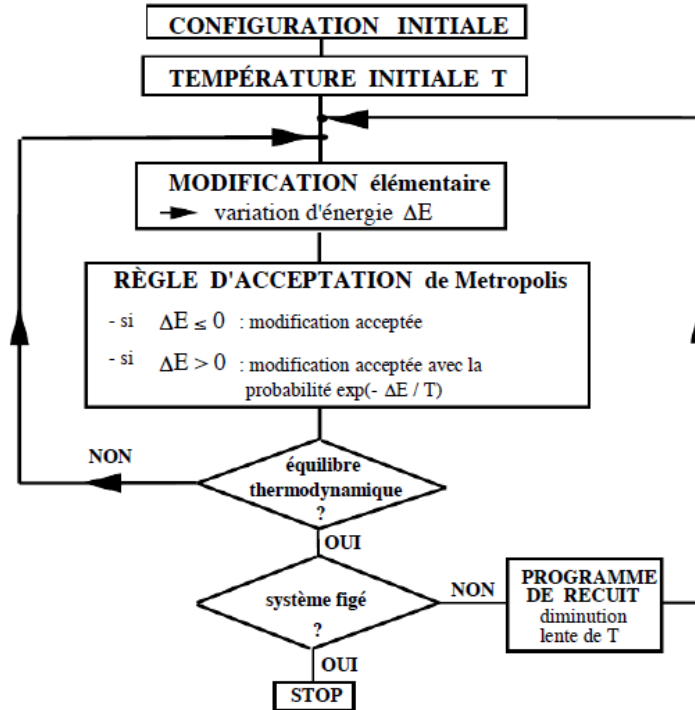 CONFIGURATION INITIALE
TEMPÉRATURE INITIALE T
MODIFICATION élémentaire
variation d'énergie ΔE
RÈGLE D'ACCEPTATION de Metropolis
- si ΔE ≤ 0 : modification acceptée
- si ΔE > 0 : modification acceptée avec la
probabilité exp(- ΔE / T)
NON
équilibre
thermodynamique
?
OUI
système figé
?
NON
PROGRAMME
DE RECUIT
diminution
lente de T
OUI
STOP